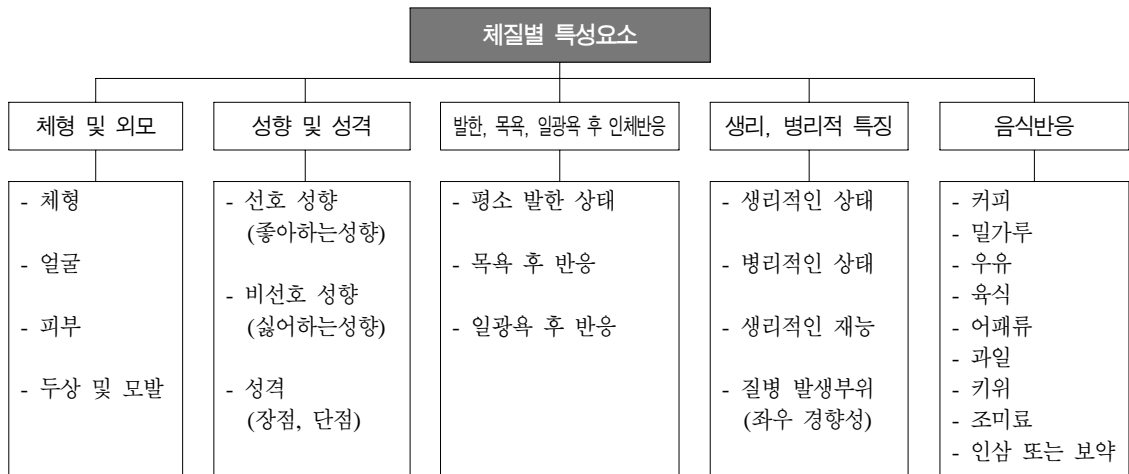 체질별 특성요소
체형 및 외모
성향 및 성격
발한, 목욕, 일광욕 후 인체반응
생리, 병리적 특징
음식반응
- 체형
- 얼굴
- 피부
- 두상 및 모발
- 선호 성향
(좋아하는성향)
- 비선호 성향
(싫어하는성향)
- 성격
(장점, 단점)
- 평소 발한 상태
- 목욕 후 반응
- 일광욕 후 반응
- 생리적인 상태
- 병리적인 상태
- 생리적인 재능
- 질병 발생부위
(좌우 경향성)
- 커피
- 밀가루
- 우유
- 육식
- 어패류
- 과일
- 키위
- 조미료
- 인삼 또는 보약